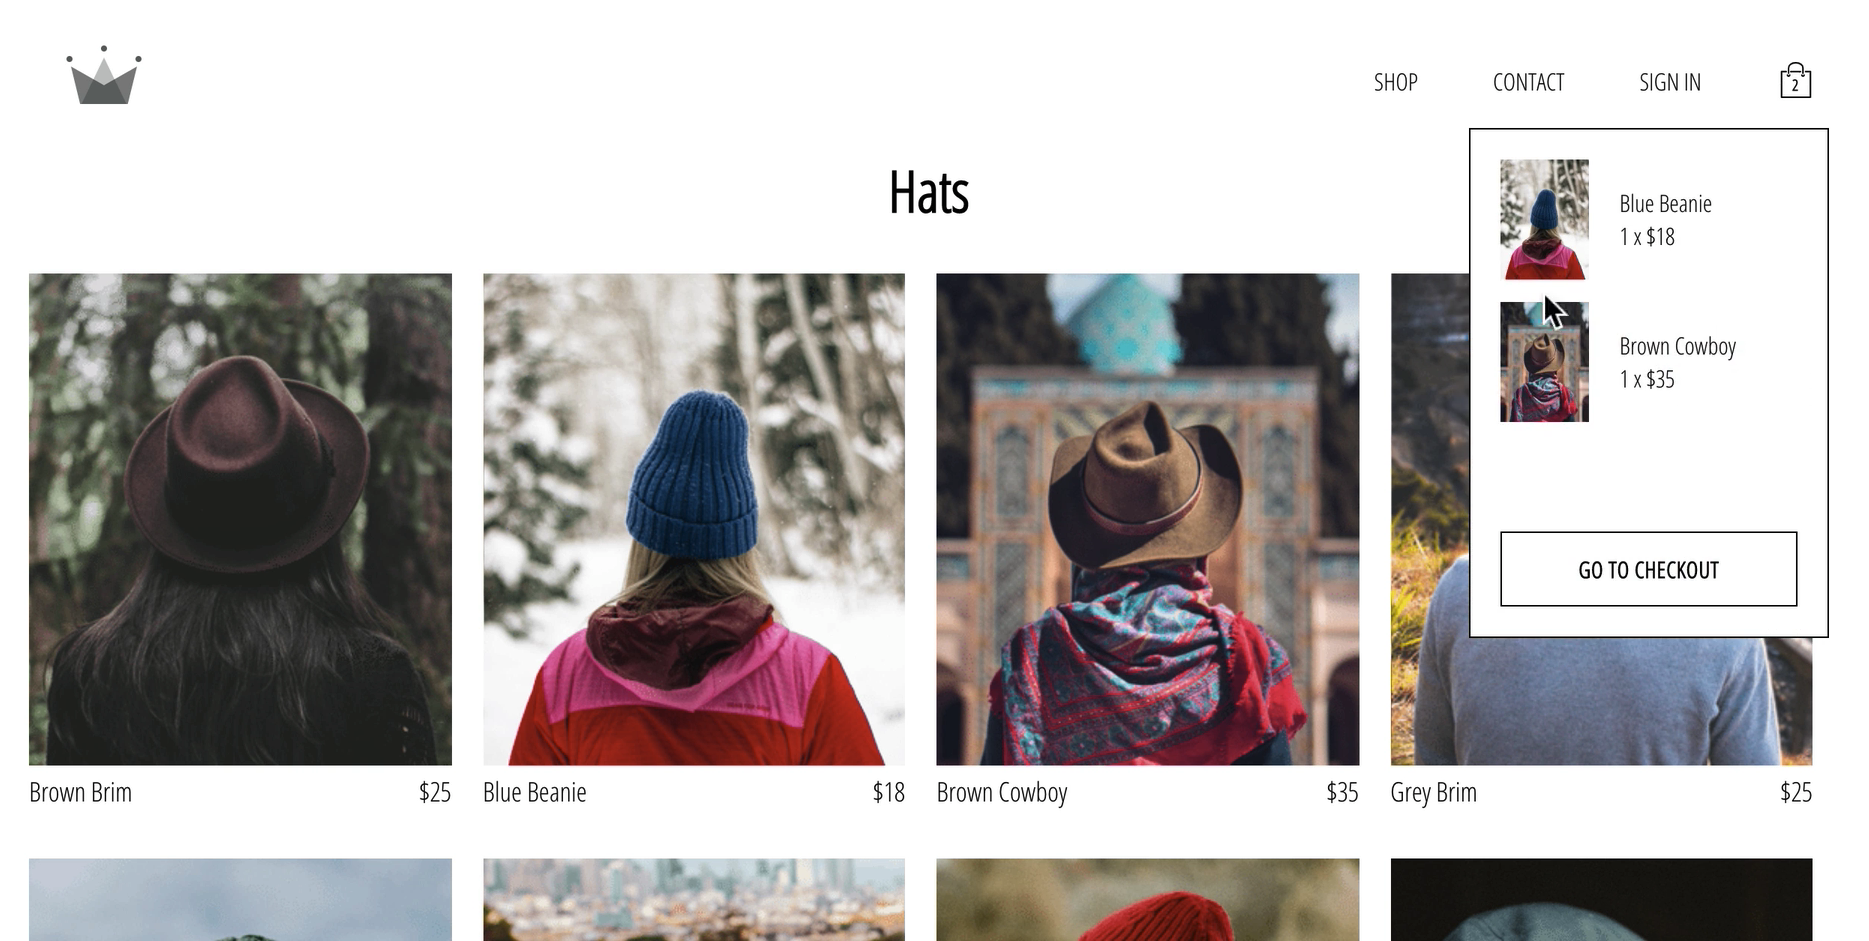 SHOP
CONTACT
SIGN IN
2
Hats
Blue Beanie
1 x $18
Brown Cowboy
1 x $35
GO TO CHECKOUT
Brown Brim
$25
Blue Beanie
$18
Brown Cowboy
$35
Grey Brim
$25